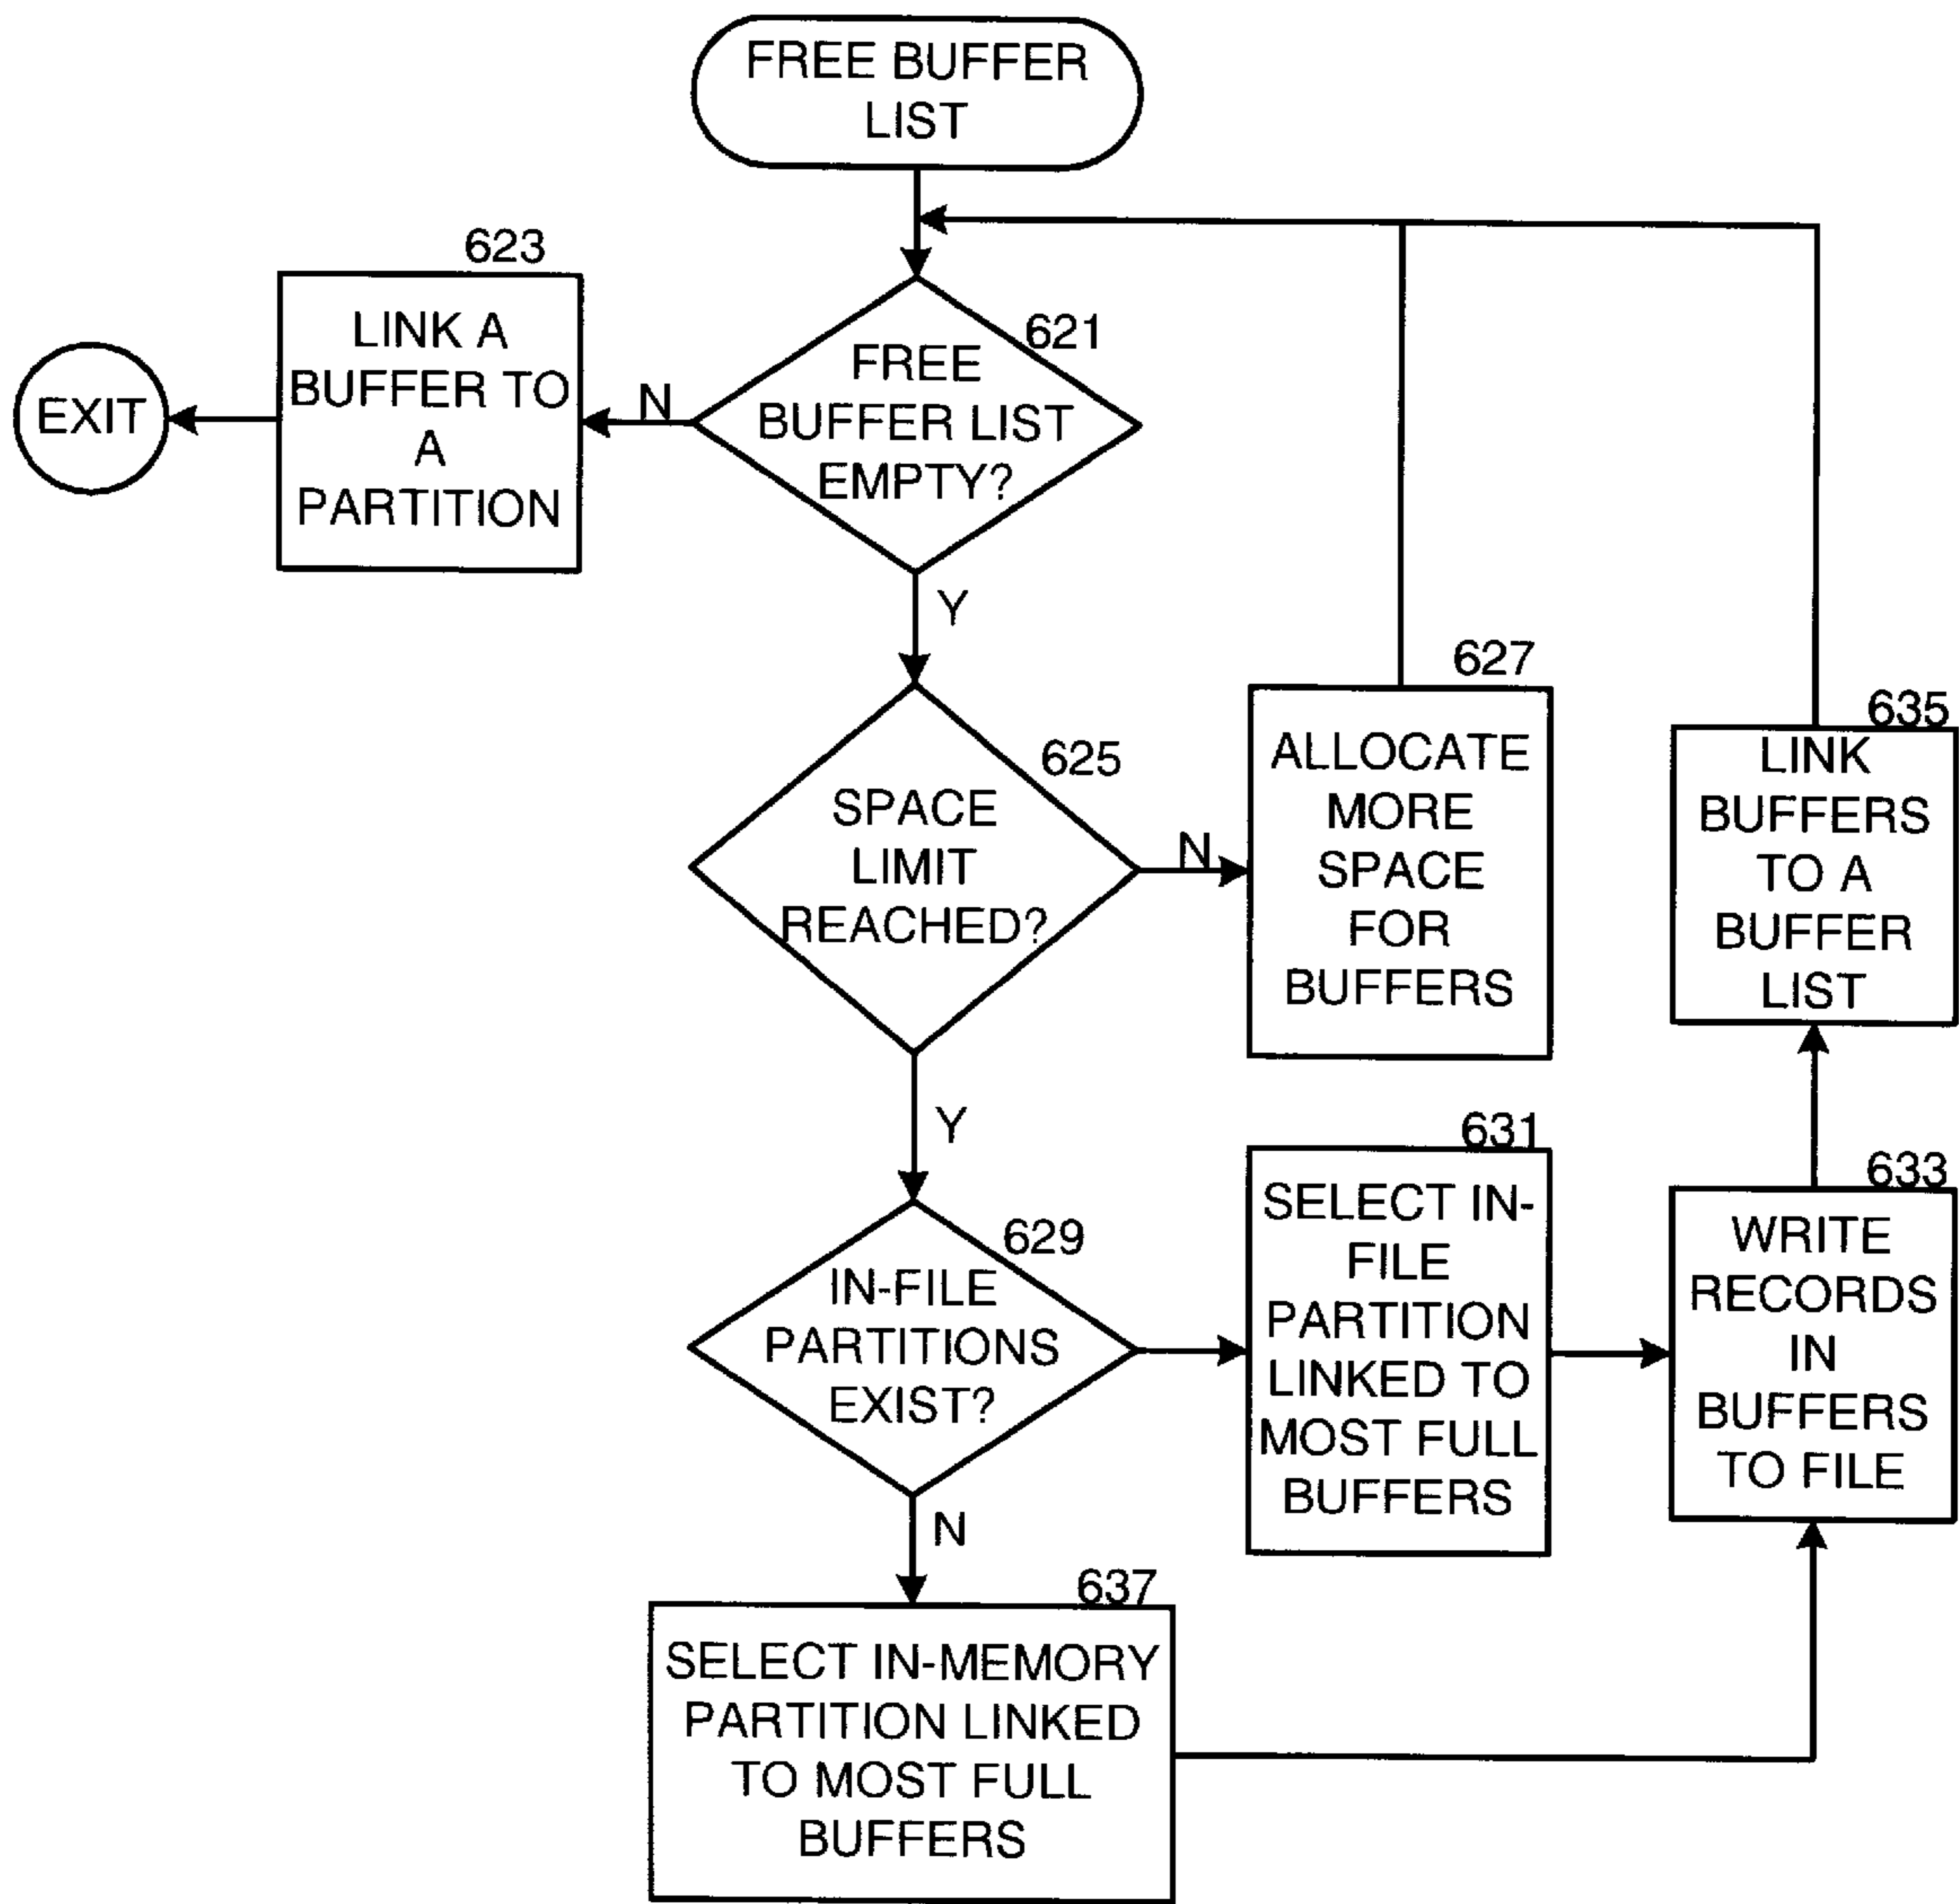 FREE BUFFER
LIST
623
LINK A
BUFFER TO
A
PARTITION
EXIT
N
621
FREE
BUFFER LIST
EMPTY?
Y
625
SPACE
LIMIT
REACHED?
N
627
ALLOCATE
MORE
SPACE
FOR
BUFFERS
635
LINK
BUFFERS
TO A
BUFFER
LIST
Y
629
IN-FILE
PARTITIONS
EXIST?
631
SELECT IN-
FILE
PARTITION
LINKED TO
MOST FULL
BUFFERS
633
WRITE
RECORDS
IN
BUFFERS
TO FILE
N
637
SELECT IN-MEMORY
PARTITION LINKED
TO MOST FULL
BUFFERS